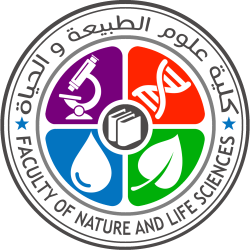 كلية علوم الطبيعة و الحياة
FACULTY OF NATURE AND LIFE SCIENCES